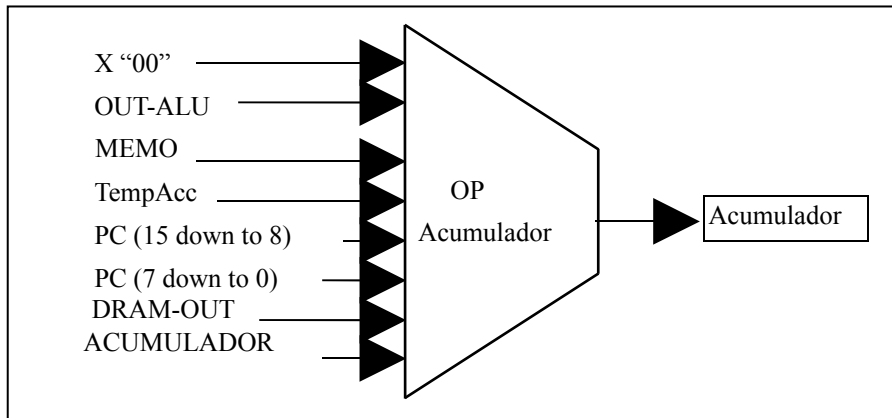 X “00”
OUT-ALU
MEMO
TempAcc
PC (15 down to 8)
PC (7 down to 0)
DRAM-OUT
ACUMULADOR
OP
Acumulador
Acumulador